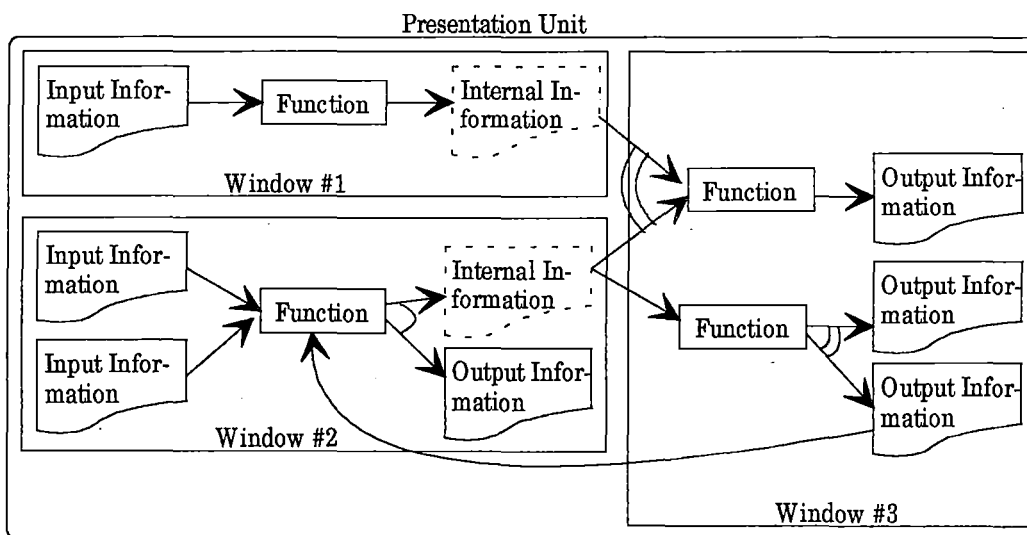 Presentation Unit
Input Infor-
mation
Function
Internal In-
formation
Window #1
Input Infor-
mation
Input Infor-
mation
Function
Internal In-
formation
Output Infor-
mation
Window #2
Function
Output Infor-
mation
Function
Output Infor-
mation
Output Infor-
mation
Window #3